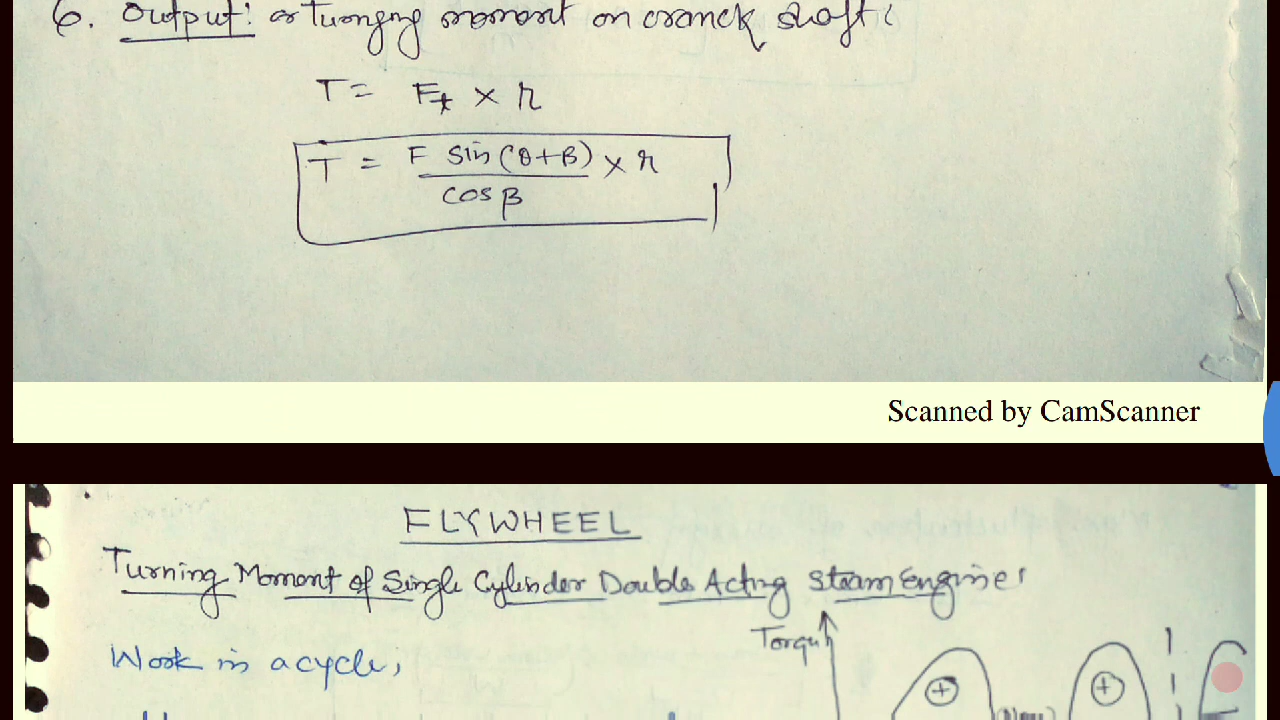 6. Output: or turning moment on cranck shaft:
T = Ft × r
T = F sin(θ+β) / cos β × r
Scanned by CamScanner
FLYWHEEL
Turning Moment of Single Cylinder Double Acting Steam Engine:
Torque
Work in a cycle,
+ +